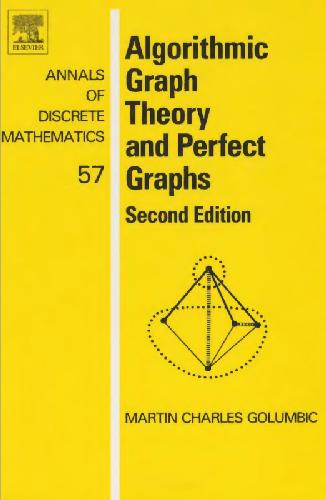 ELSEVIER
ANNALS
OF
DISCRETE
MATHEMATICS
57
Algorithmic
Graph
Theory
and Perfect
Graphs
Second Edition
MARTIN CHARLES GOLUMBIC